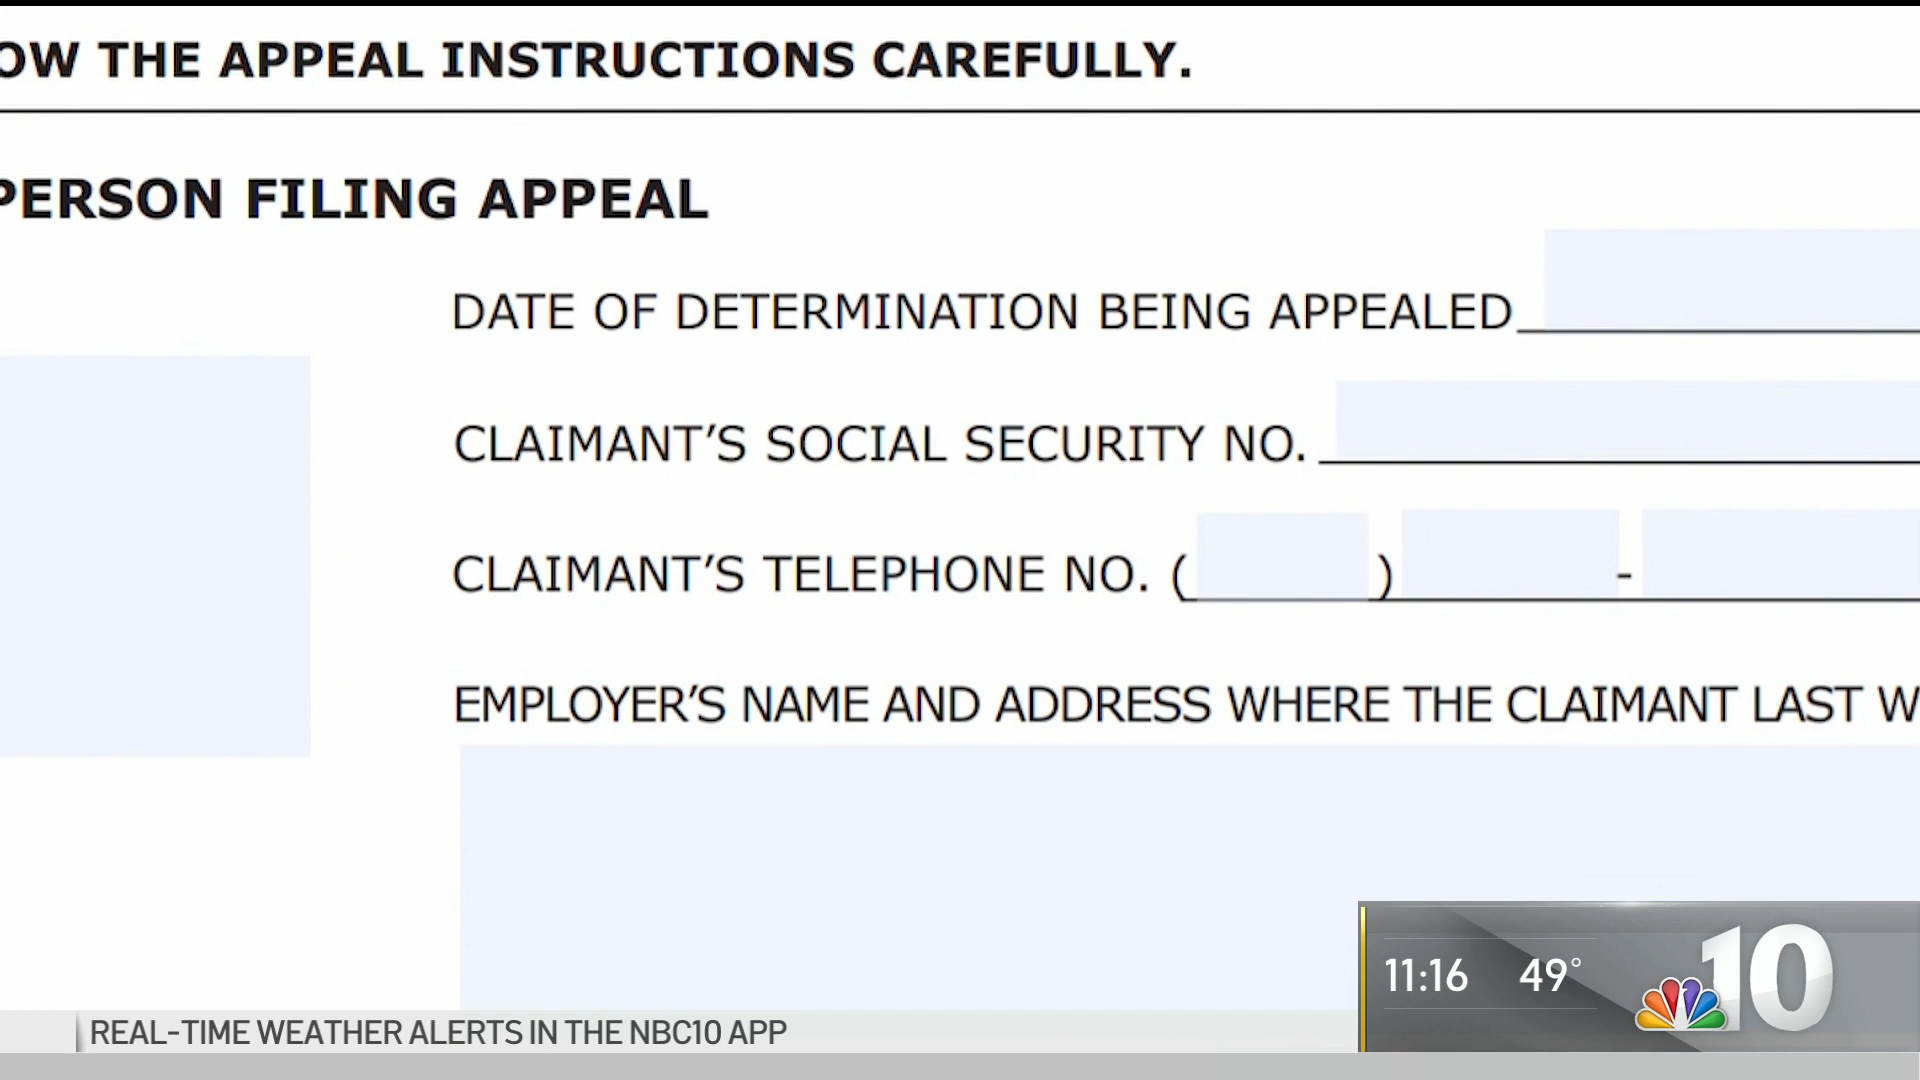 OW THE APPEAL INSTRUCTIONS CAREFULLY.
PERSON FILING APPEAL
DATE OF DETERMINATION BEING APPEALED
CLAIMANT’S SOCIAL SECURITY NO.
CLAIMANT’S TELEPHONE NO. ( ) -
EMPLOYER’S NAME AND ADDRESS WHERE THE CLAIMANT LAST W
11:16 49° 10
REAL-TIME WEATHER ALERTS IN THE NBC10 APP